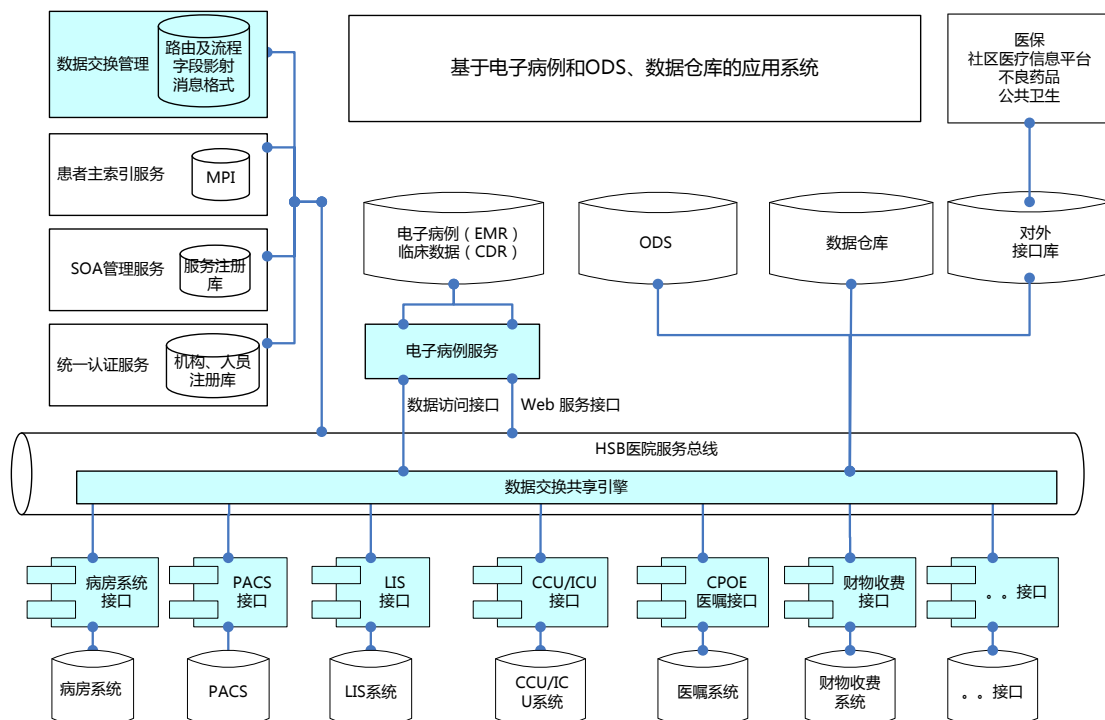 数据交换管理
路由及流程
字段影射
消息格式
基于电子病例和ODS、数据仓库的应用系统
医保
社区医疗信息平台
不良药品
公共卫生
患者主索引服务
MPI
SOA管理服务
服务注册
库
统一认证服务
机构、人员
注册库
电子病例（EMR）
临床数据（CDR）
ODS
数据仓库
对外
接口库
电子病例服务
数据访问接口
Web 服务接口
HSB医院服务总线
数据交换共享引擎
病房系统
接口
PACS
接口
LIS
接口
CCU/ICU
接口
CPOE
医嘱接口
财物收费
接口
。。接口
病房系统
PACS
LIS系统
CCU/IC
U系统
医嘱系统
财物收费
系统
。。接口